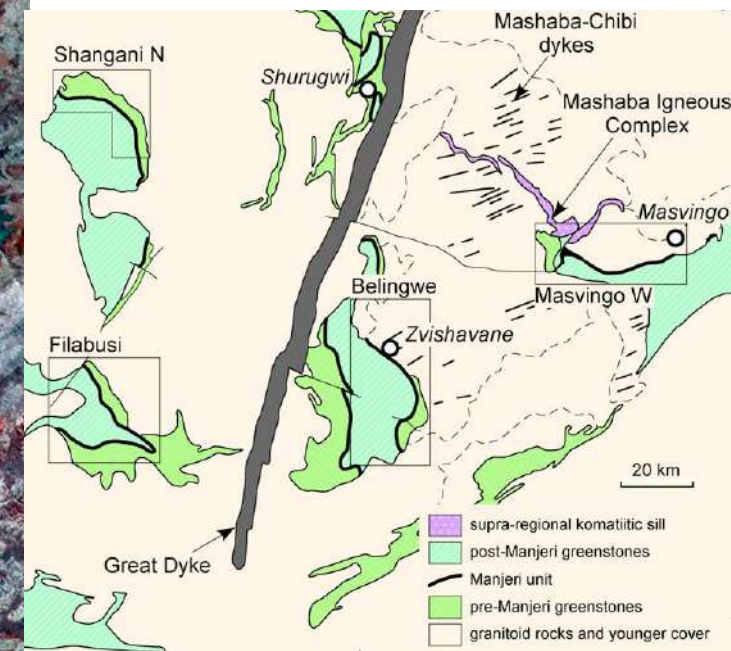 Shangani N
Shurugwi
Mashaba-Chibi
dykes
Mashaba Igneous
Complex
Masvingo
Masvingo W
Belingwe
Zvishavane
Filabusi
Great Dyke
20 km
supra-regional komatiitic sill
post-Manjeri greenstones
Manjeri unit
pre-Manjeri greenstones
granitoid rocks and younger cover